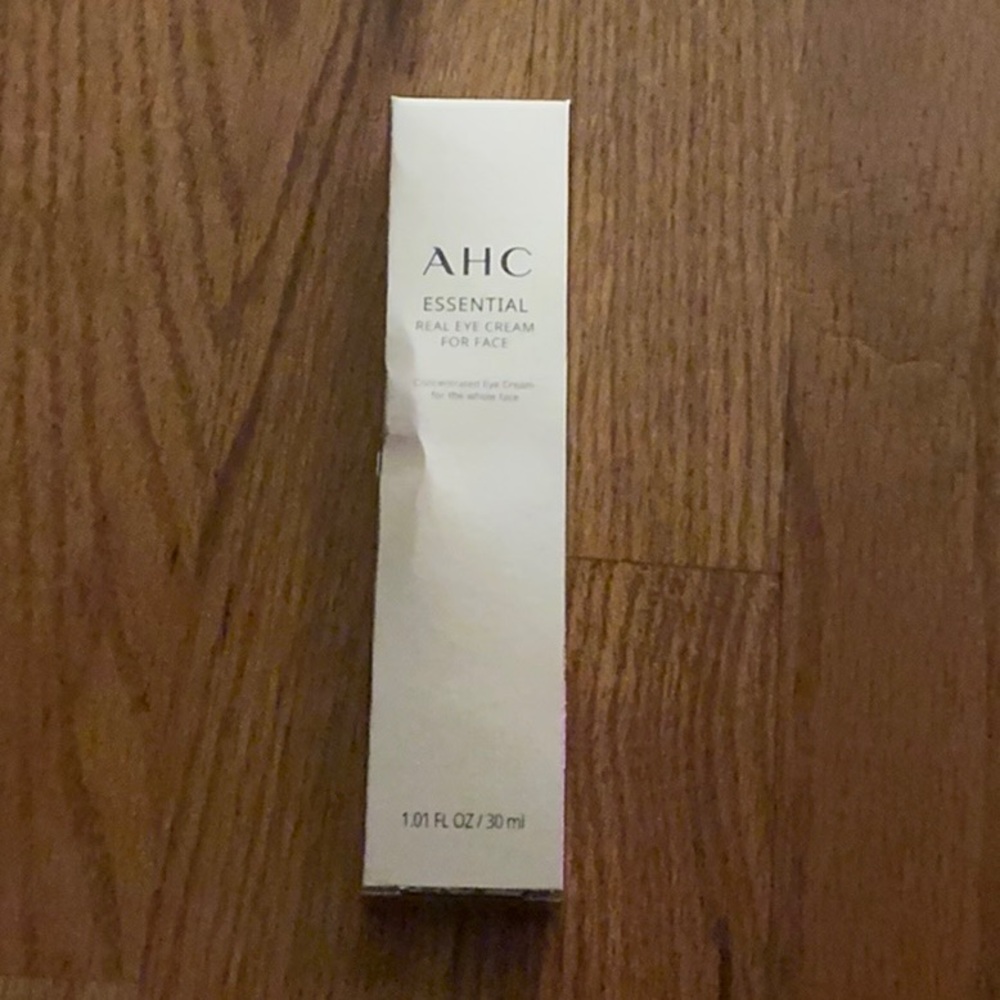 AHC
ESSENTIAL
REAL EYE CREAM
FOR FACE
Concentrated Eye Cream
for the whole face
1.01 FL OZ / 30 ml